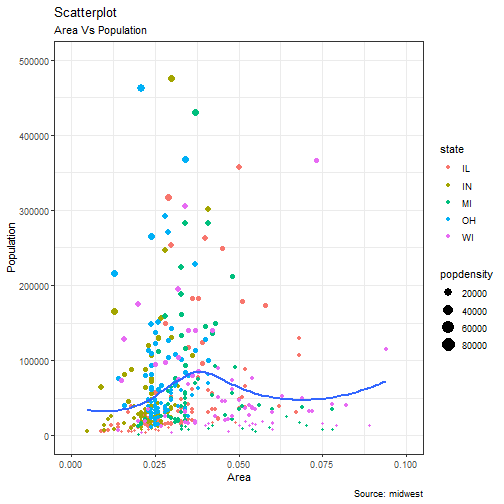 Scatterplot
Area Vs Population
500000
400000
300000
200000
100000
0
Population
0.000
0.025
0.050
0.075
0.100
Area
state
IL
IN
MI
OH
WI
popdensity
20000
40000
60000
80000
Source: midwest